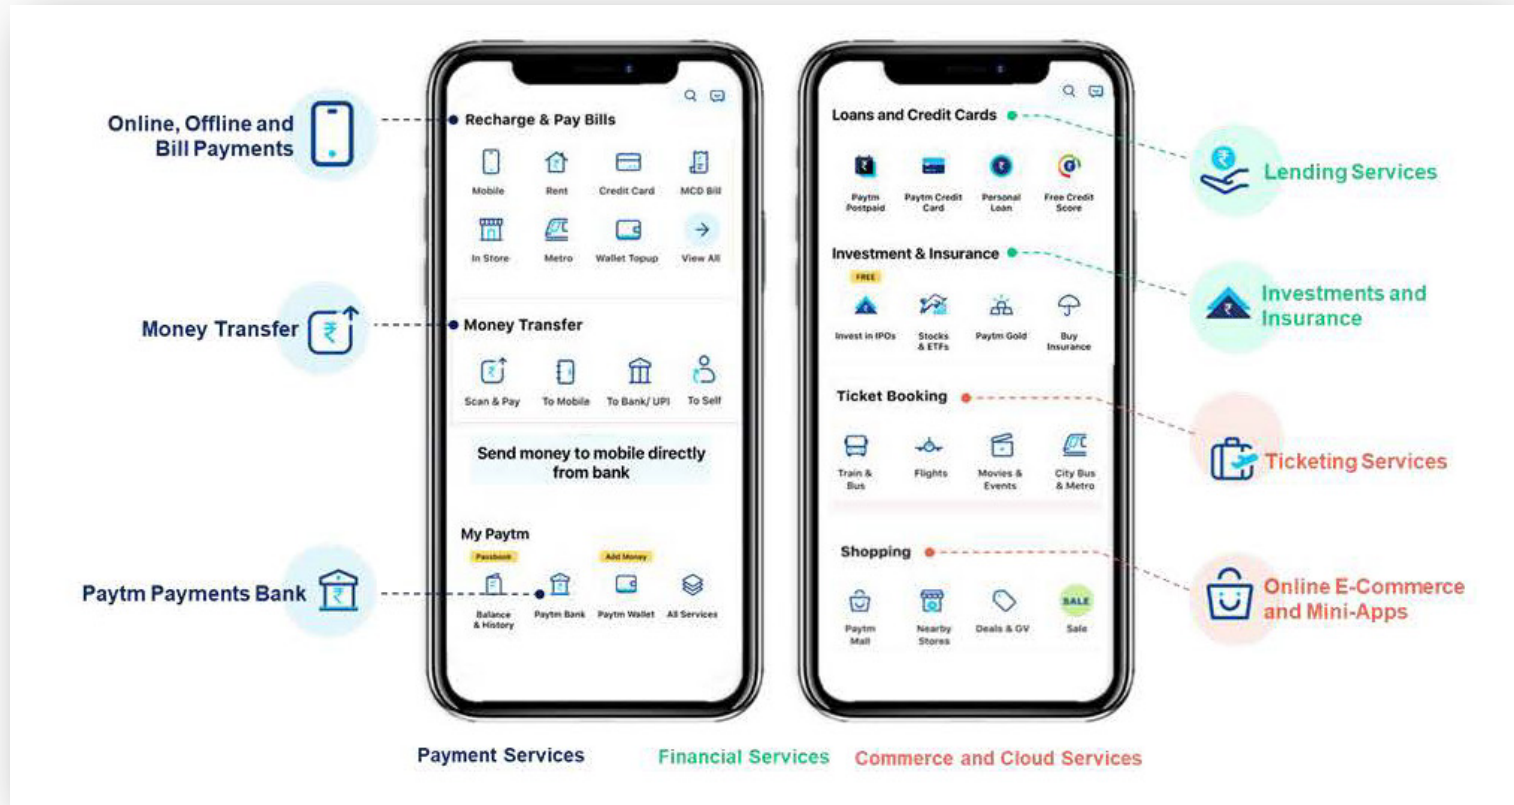 Online, Offline and
Bill Payments
Money Transfer
Paytm Payments Bank
Recharge & Pay Bills
Mobile
Rent
Credit Card
MCD Bill
In Store
Metro
Wallet Topup
View All
Money Transfer
Scan & Pay
To Mobile
To Bank/ UPI
To Self
Send money to mobile directly
from bank
My Paytm
Passbook
Add Money
Balance
& History
Paytm Bank
Paytm Wallet
All Services
Loans and Credit Cards
Paytm
Postpaid
Paytm Credit
Card
Personal
Loan
Free Credit
Score
Investment & Insurance
FREE
Invest in IPOs
Stocks
& ETFs
Paytm Gold
Buy
Insurance
Ticket Booking
Train &
Bus
Flights
Movies &
Events
City Bus
& Metro
Shopping
SALE
Paytm
Mall
Nearby
Stores
Deals & GV
Sale
Lending Services
Investments and
Insurance
Ticketing Services
Online E-Commerce
and Mini-Apps
Payment Services
Financial Services
Commerce and Cloud Services